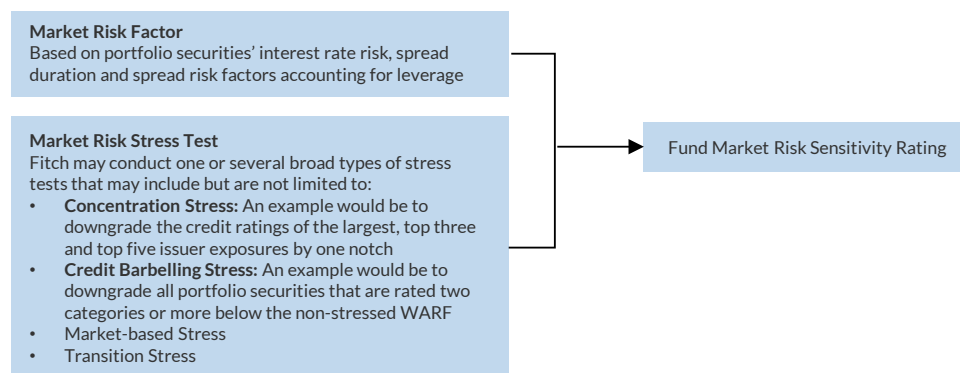 Market Risk Factor
Based on portfolio securities’ interest rate risk, spread
duration and spread risk factors accounting for leverage
Market Risk Stress Test
Fitch may conduct one or several broad types of stress
tests that may include but are not limited to:
• Concentration Stress: An example would be to
downgrade the credit ratings of the largest, top three
and top five issuer exposures by one notch
• Credit Barbelling Stress: An example would be to
downgrade all portfolio securities that are rated two
categories or more below the non-stressed WARF
• Market-based Stress
• Transition Stress
Fund Market Risk Sensitivity Rating